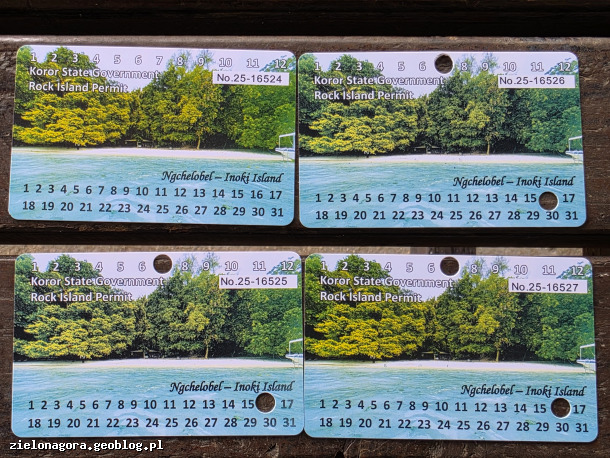 1 2 3 4 5 6 7 8 9 10 11 12
Koror State Government
No.25-16524
Rock Island Permit
Ngchelobel – Inoki Island
1 2 3 4 5 6 7 8 9 10 11 12 13 14 15 16 17
18 19 20 21 22 23 24 25 26 27 28 29 30 31
1 2 3 4 5 6 8 9 10 11 12
Koror State Government
No.25-16526
Rock Island Permit
Ngchelobel – Inoki Island
1 2 3 4 5 6 7 8 9 10 11 12 13 14 15 17
18 19 20 21 22 23 24 25 26 27 28 29 30 31
1 2 3 4 5 6 8 9 10 11 12
Koror State Government
No.25-16525
Rock Island Permit
Ngchelobel – Inoki Island
1 2 3 4 5 6 7 8 9 10 11 12 13 14 15 17
18 19 20 21 22 23 24 25 26 27 28 29 30 31
1 2 3 4 5 6 8 9 10 11 12
Koror State Government
No.25-16527
Rock Island Permit
Ngchelobel – Inoki Island
1 2 3 4 5 6 7 8 9 10 11 12 13 14 15 17
18 19 20 21 22 23 24 25 26 27 28 29 30 31
zielonagora.geoblog.pl